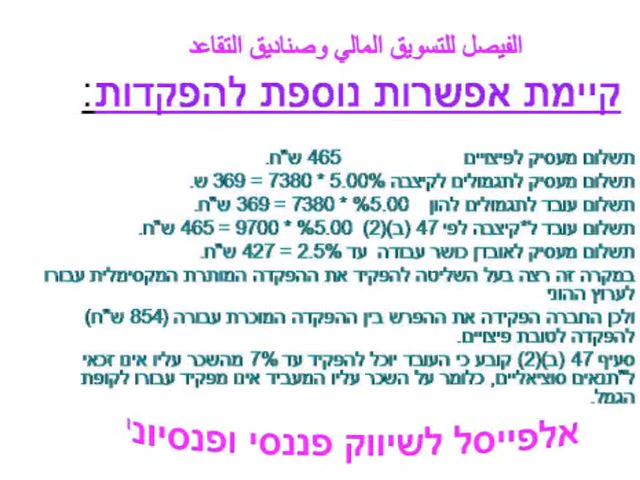 الفيصل للتسويق المالي وصناديق التقاعد
קיימת אפשרות נוספת להפקדות:
תשלום מעסיק לפיצויים 465 ש"ח.
תשלום מעסיק לתגמולים לקיצבה 5.00% * 7380 = 369 ש.
תשלום עובד לתגמולים להון 5.00% * 7380 = 369 ש"ח.
תשלום עובד ל"קיצבה לפי 47 (ב)(2) 5.00% * 9700 = 465 ש"ח.
תשלום מעסיק לאובדן כושר עבודה עד 2.5% = 427 ש"ח.
במקרה זה רצה בעל השליטה להפקיד את ההפקדה המותרת המקסימלית עבורו
לערוץ ההוני
ולכן החברה הפקידה את ההפרש בין ההפקדה המוכרת עבורה (854 ש"ח)
להפקדה לטובת פיצויים.
סעיף 47 (ב)(2) קובע כי העובד יוכל להפקיד עד 7% מהשכר עליו אינו זכאי
ל"תנאים סוציאליים, כלומר על השכר עליו המעביד אינו מפקיד עבורו לקופת
הגמל.
אלפייסל לשיווק פננסי ופנסיוני